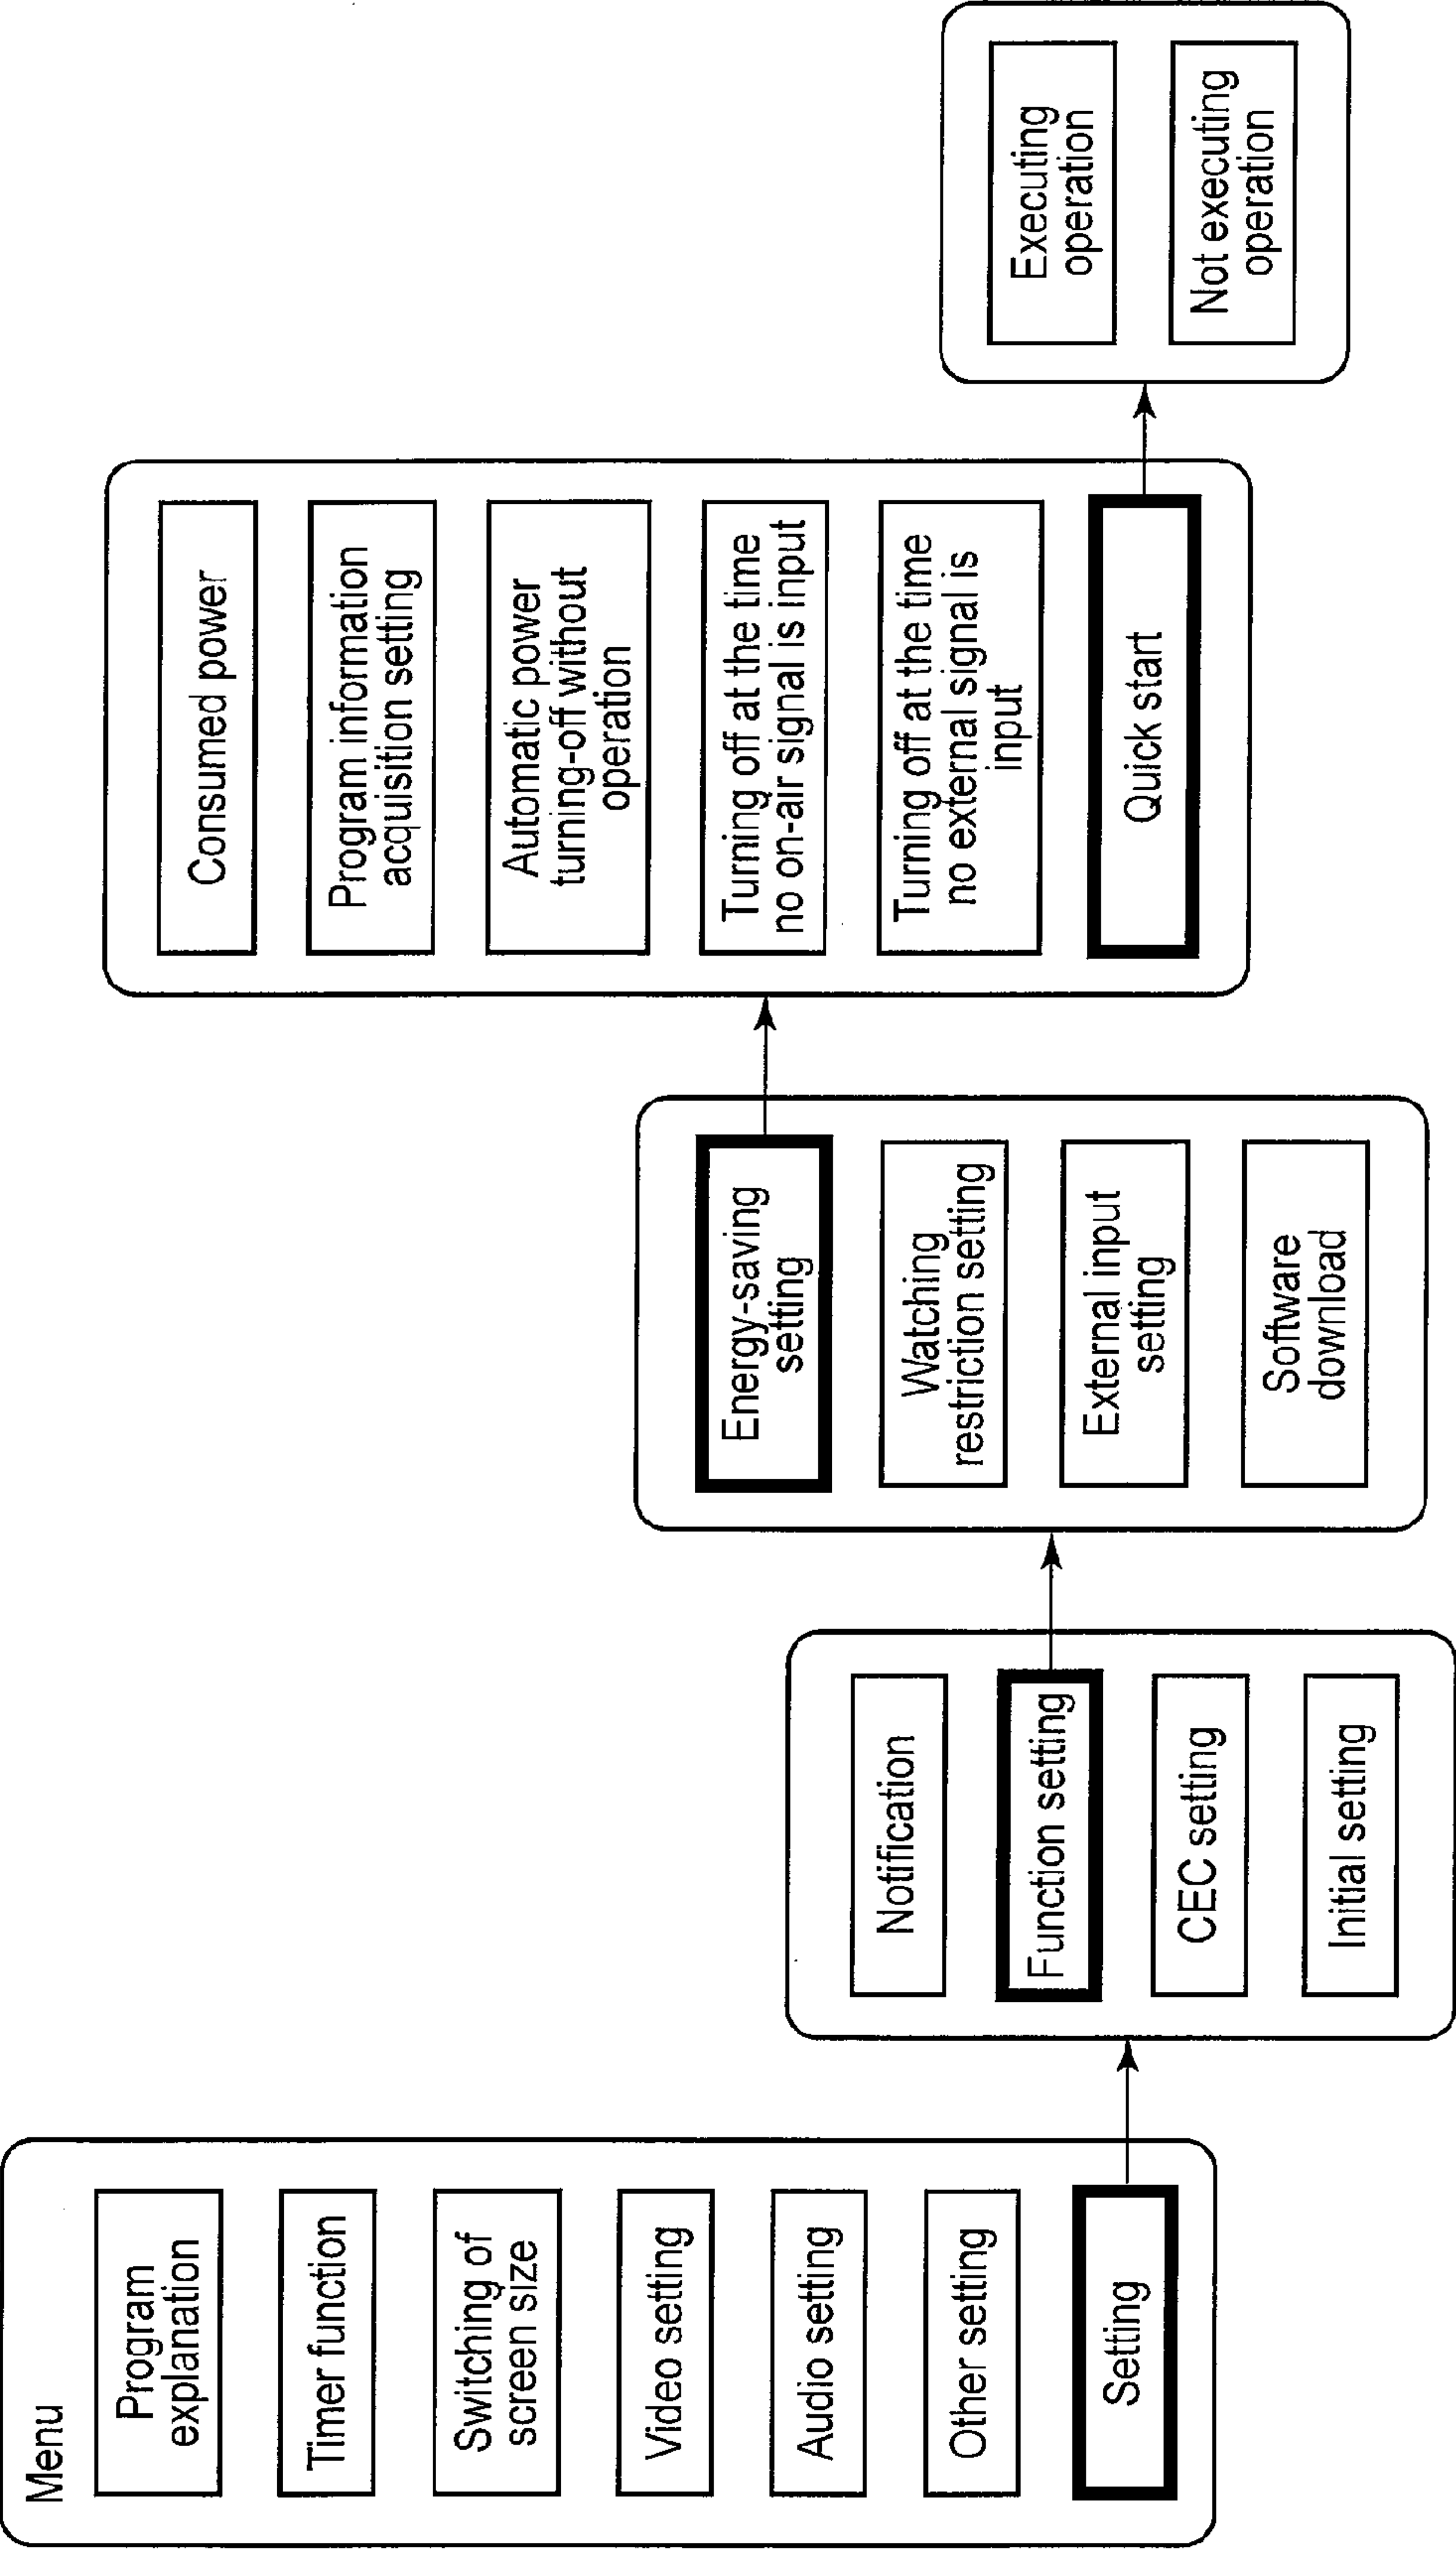 Menu
Program
explanation
Timer function
Switching of
screen size
Video setting
Audio setting
Other setting
Setting
Notification
Function setting
CEC setting
Initial setting
Energy-saving
setting
Watching
restriction setting
External input
setting
Software
download
Consumed power
Program information
acquisition setting
Automatic power
turning-off without
operation
Turning off at the time
no on-air signal is input
Turning off at the time
no external signal is
input
Quick start
Executing
operation
Not executing
operation